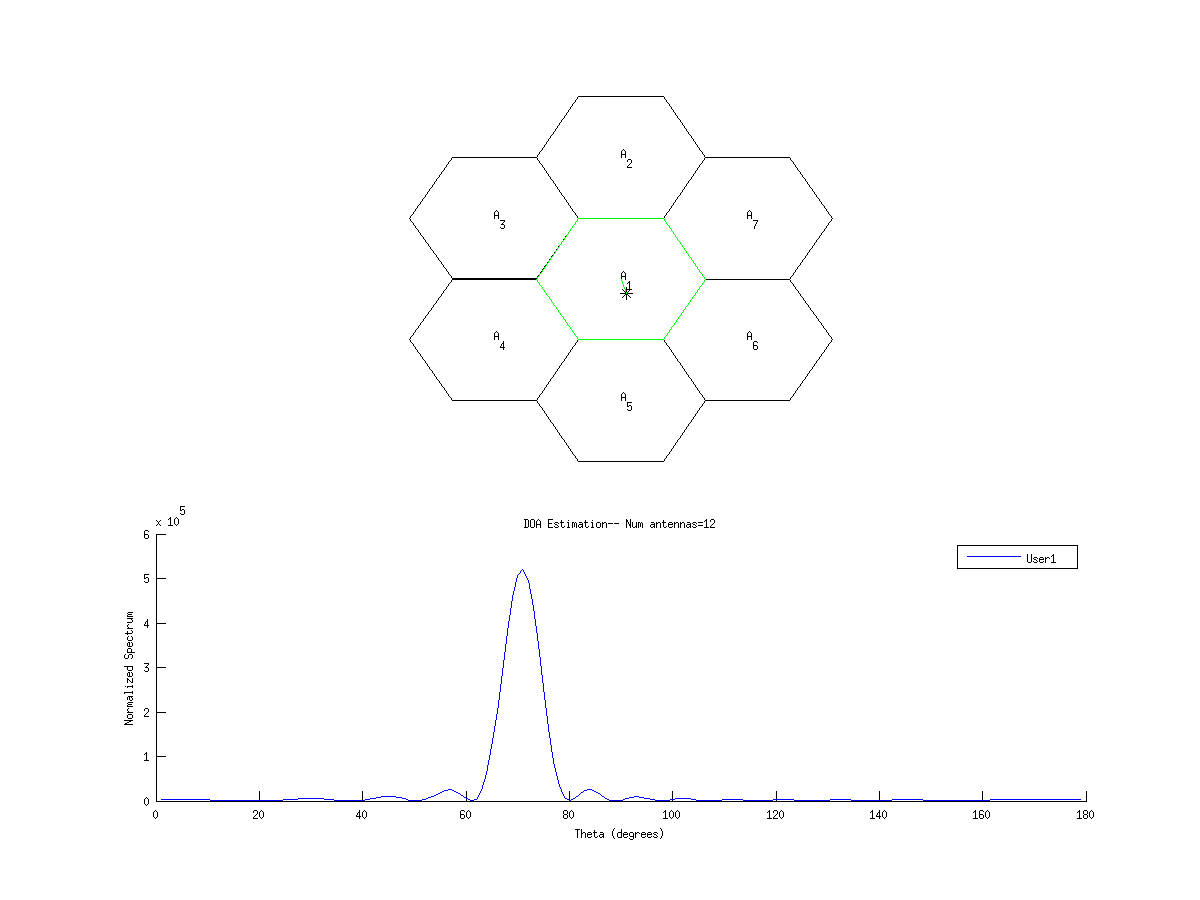 A2
A3
A7
A1
A4
A6
A5
x 10^5
DOA Estimation-- Num antennas=12
User1
Normalized Spectrum
6
5
4
3
2
1
0
0 20 40 60 80 100 120 140 160 180
Theta (degrees)